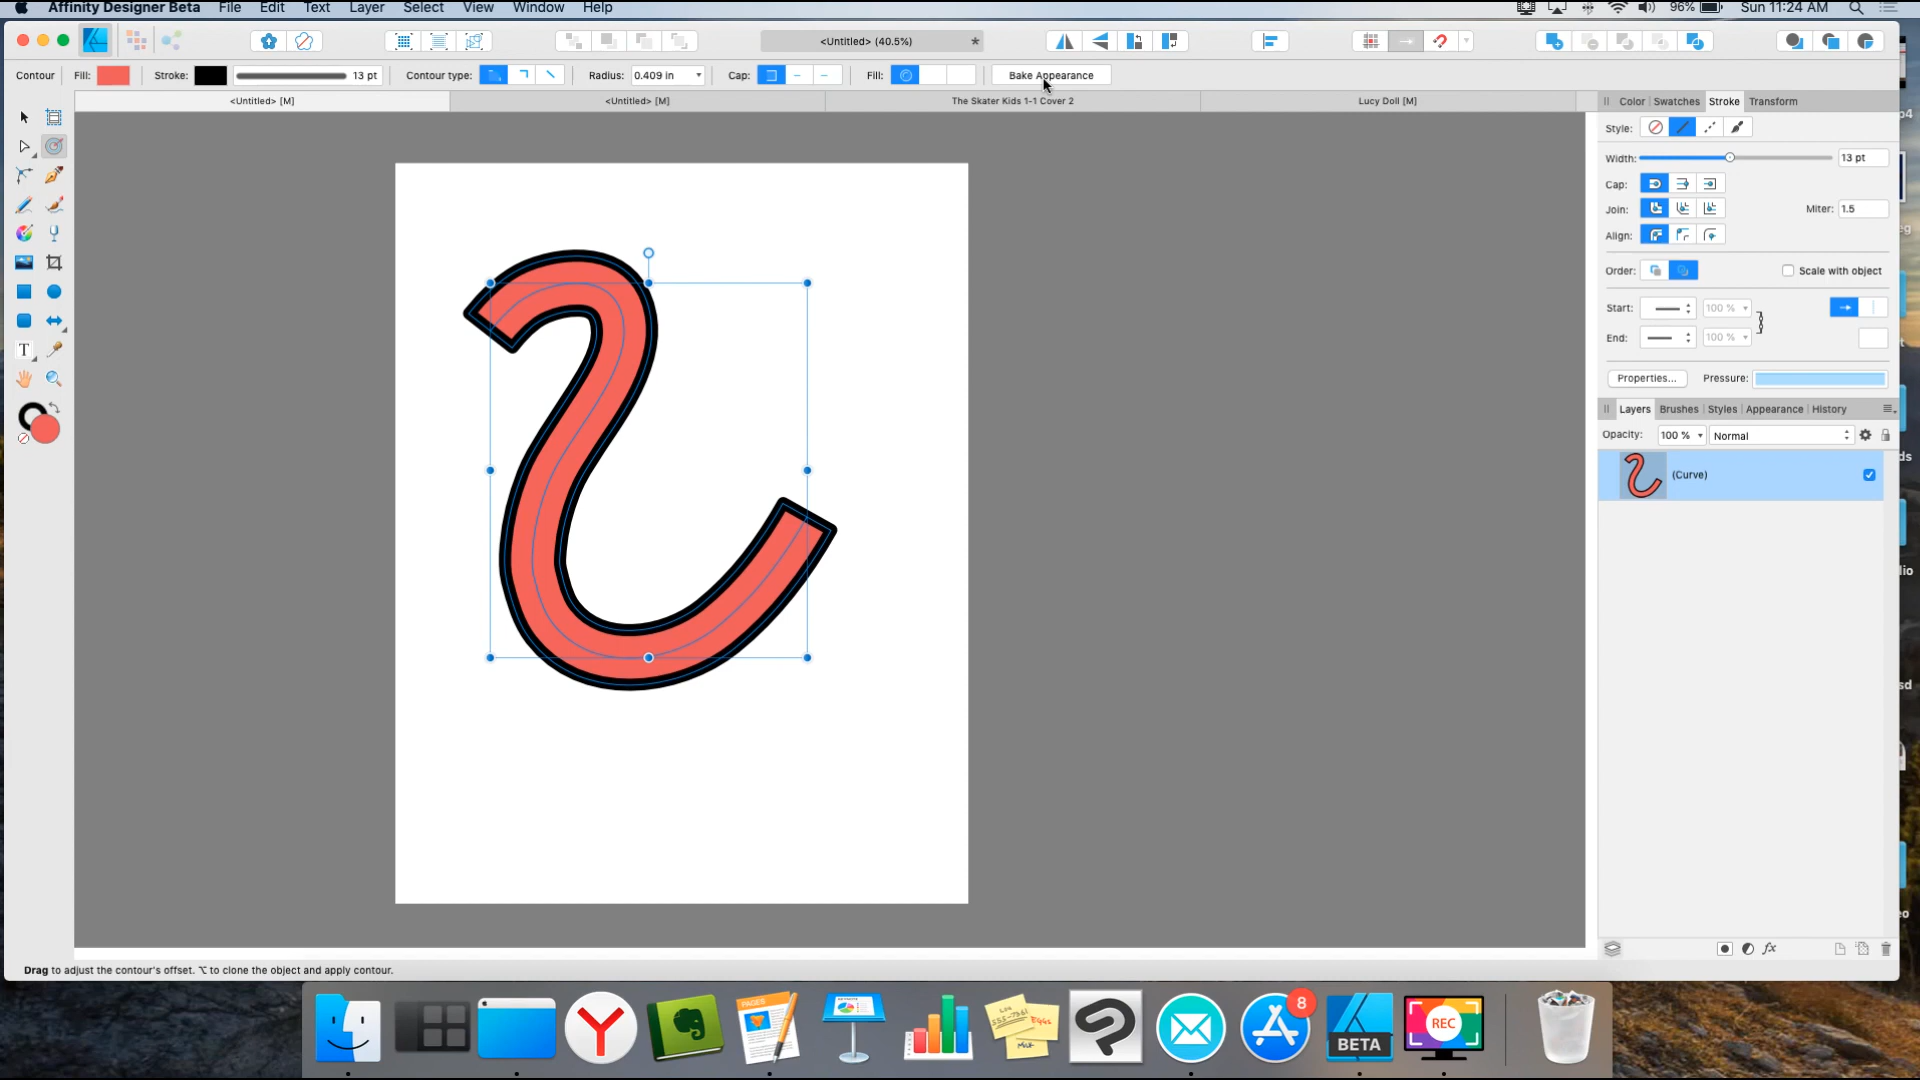 Affinity Designer Beta File Edit Text Layer Select View Window Help 96% Sun 11:24 AM
<Untitled> (40.5%) *
Contour Fill: Stroke: 13 pt Contour type: Radius: 0.409 in Cap: Fill: Bake Appearance
<Untitled> [M] <Untitled> [M] The Skater Kids 1-1 Cover 2 Lucy Doll [M]
Color Swatches Stroke Transform
Style:
Width: 13 pt
Cap:
Join: Miter: 1.5
Align:
Order: Scale with object
Start: 100 %
End: 100 %
Properties... Pressure:
Layers Brushes Styles Appearance History
Opacity: 100 % Normal
(Curve)
T
fx
Drag to adjust the contour's offset. ⌥ to clone the object and apply contour.
PAGES
8
BETA
REC